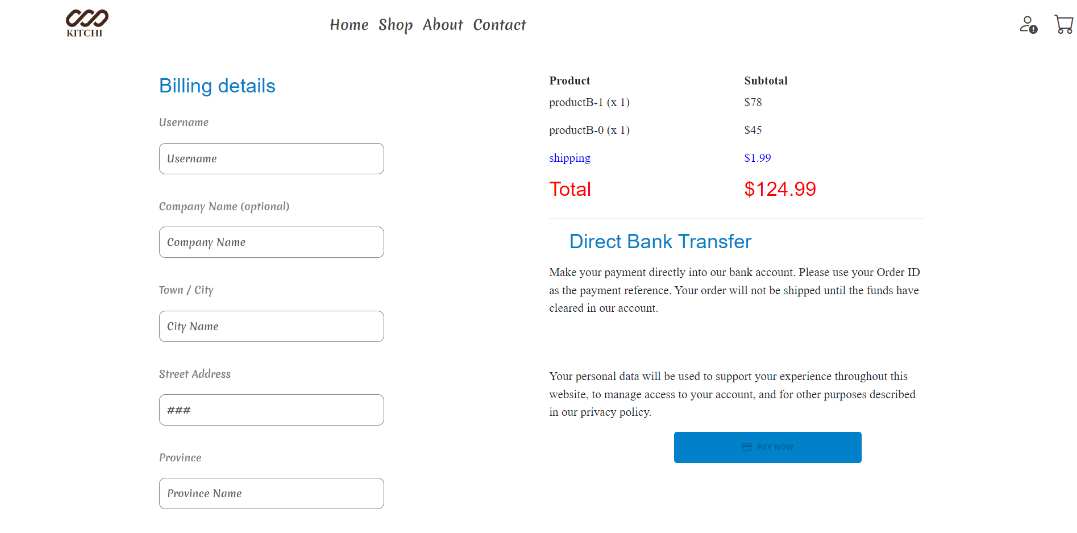 KITCHI
Home Shop About Contact
Billing details
Username
Username
Company Name (optional)
Company Name
Town / City
City Name
Street Address
###
Province
Province Name
Product Subtotal
productB-1 (x 1) $78
productB-0 (x 1) $45
shipping $1.99
Total $124.99
Direct Bank Transfer
Make your payment directly into our bank account. Please use your Order ID
as the payment reference. Your order will not be shipped until the funds have
cleared in our account.
Your personal data will be used to support your experience throughout this
website, to manage access to your account, and for other purposes described
in our privacy policy.
PAY NOW